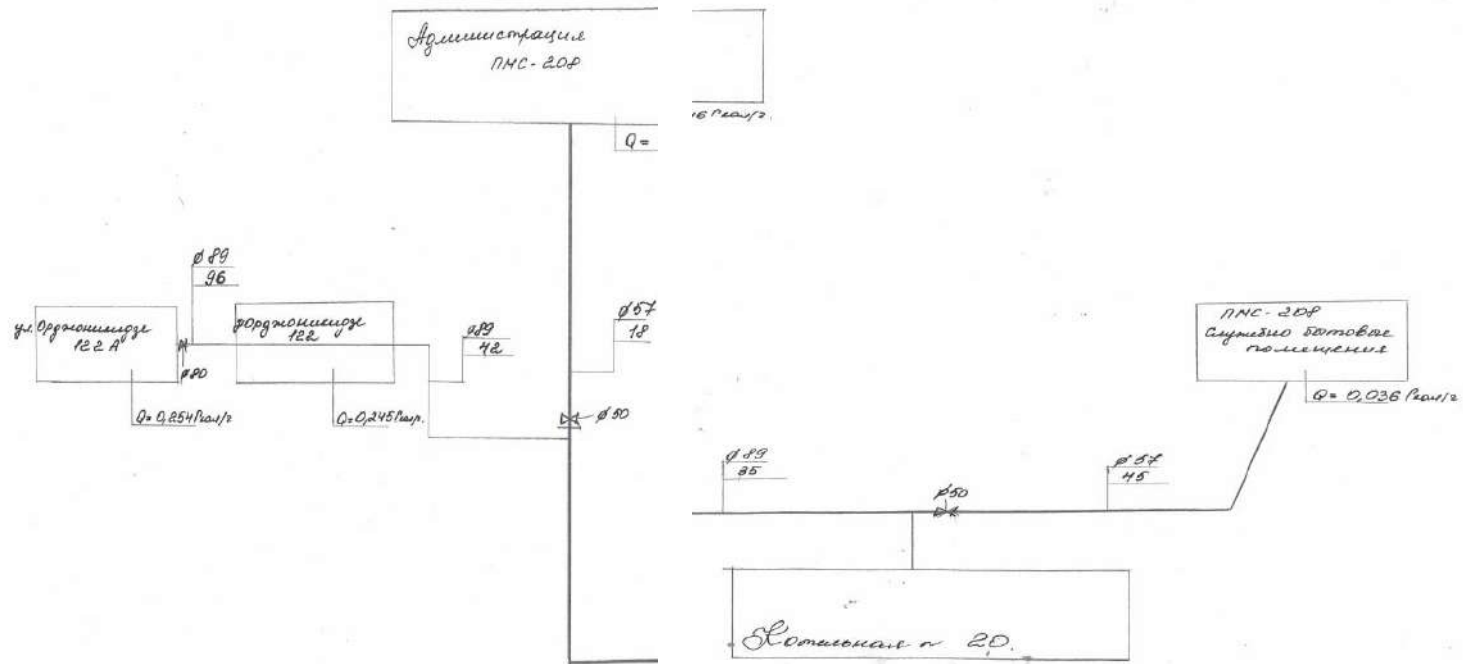 Администрация
ПМС-208
Q=
16 Гкал/г.
ø89
96
ул. Орджоникидзе
122 А
ø80
Q=0,254 Гкал/г
Орджоникидзе
122
Q=0,245 Гкал/г.
ø89
42
ø57
18
ø50
ø89
35
ø50
ø57
45
ПМС-208
Служебно бытовые
помещения
Q=0,036 Гкал/г
Котельная № 20.